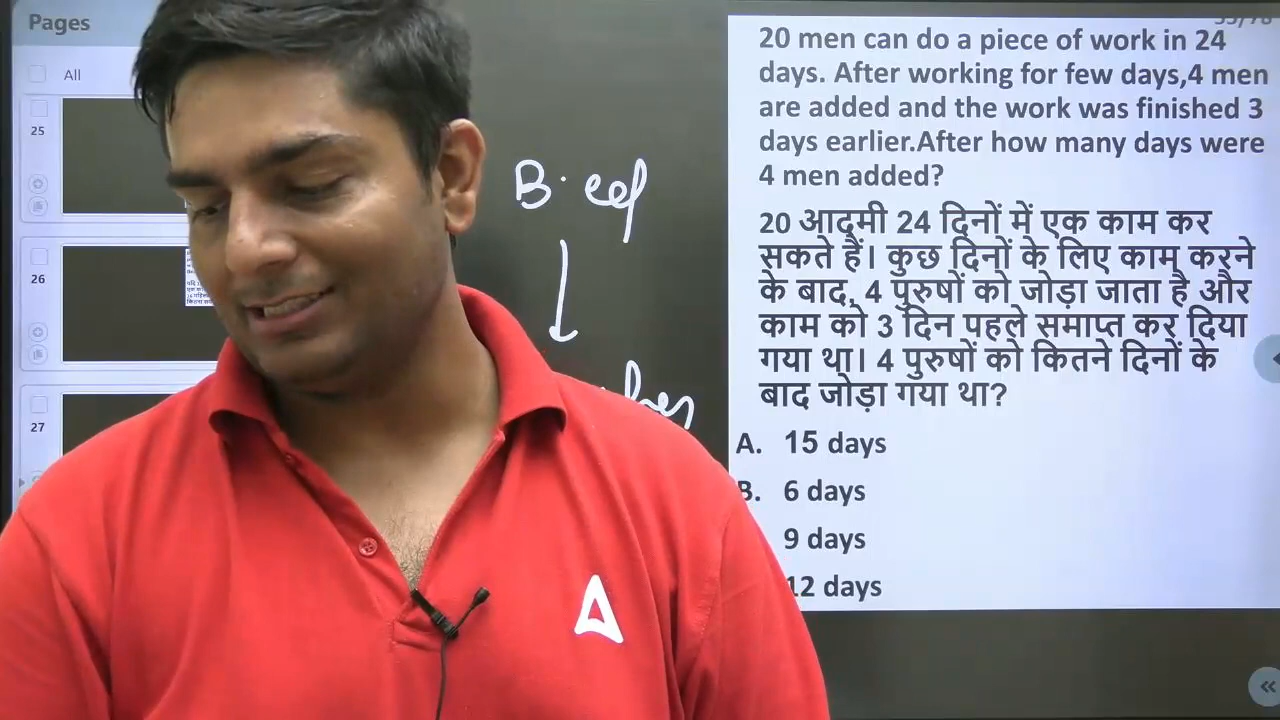 Pages
All
25
26
27
B. eef
20 men can do a piece of work in 24
days. After working for few days,4 men
are added and the work was finished 3
days earlier.After how many days were
4 men added?
20 आदमी 24 दिनों में एक काम कर
सकते हैं। कुछ दिनों के लिए काम करने
के बाद, 4 पुरुषों को जोड़ा जाता है और
काम को 3 दिन पहले समाप्त कर दिया
गया था। 4 पुरुषों को कितने दिनों के
बाद जोड़ा गया था?
A. 15 days
B. 6 days
9 days
12 days